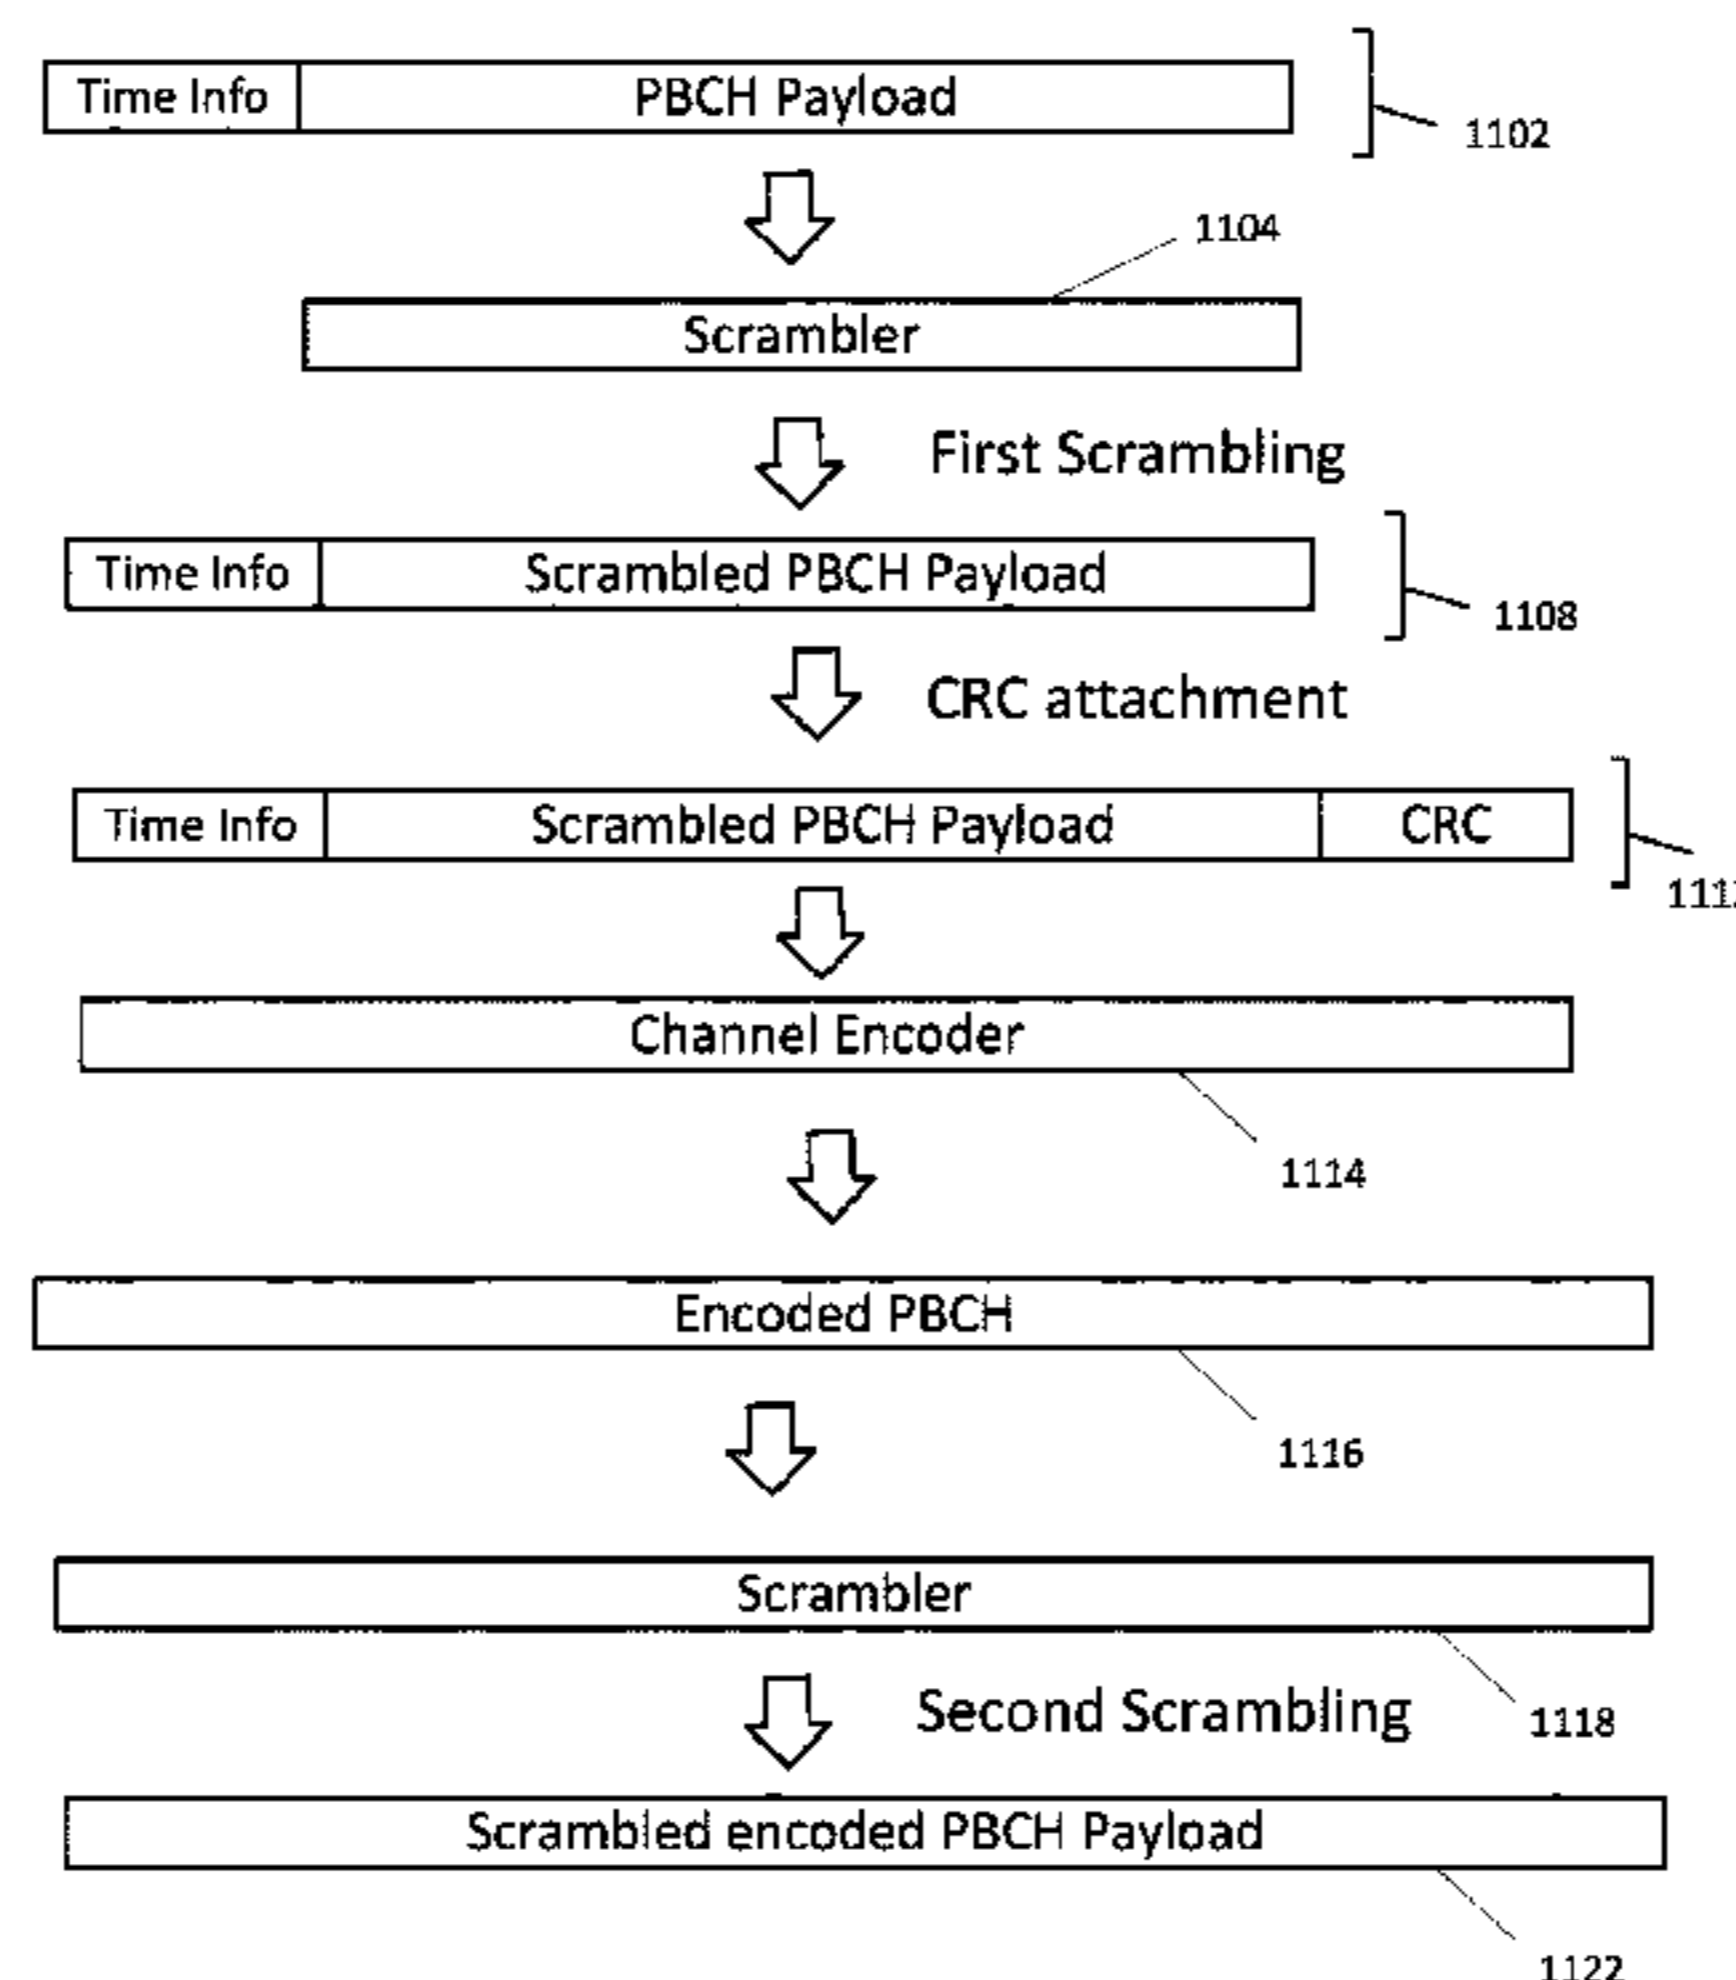 Time Info PBCH Payload
1102
1104
Scrambler
First Scrambling
Time Info Scrambled PBCH Payload
1108
CRC attachment
Time Info Scrambled PBCH Payload CRC
Channel Encoder
1114
Encoded PBCH
1116
Scrambler
Second Scrambling
1118
Scrambled encoded PBCH Payload
1122